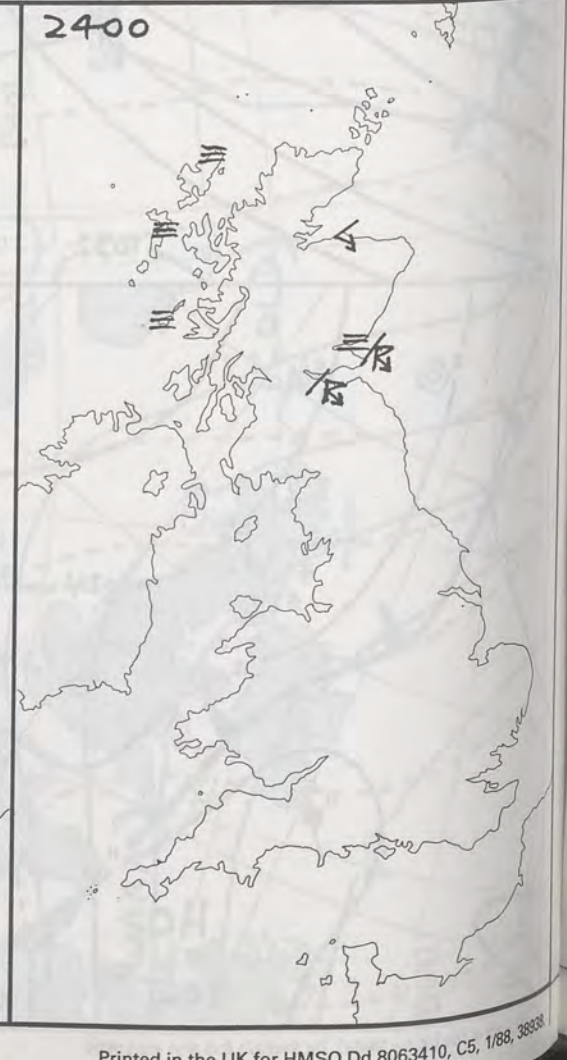 2400
Printed in the UK for HMSO Dd 8063410, C5, 1/88, 38938